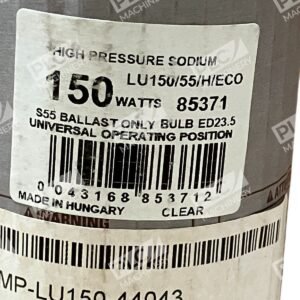 HIGH PRESSURE SODIUM
150 WATTS
LU150/55/H/ECO
85371
S55 BALLAST ONLY BULB ED23.5
UNIVERSAL OPERATING POSITION
0 043168 853712
MADE IN HUNGARY
CLEAR
WARNING
MP-LU150-44043